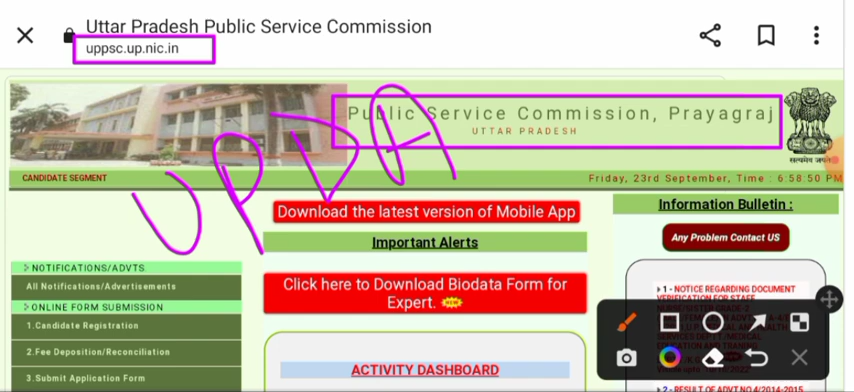 Uttar Pradesh Public Service Commission
uppsc.up.nic.in
Public Service Commission, Prayagraj
UTTAR PRADESH
सत्यमेव जयते
CANDIDATE SEGMENT
Friday, 23rd September, Time : 6:58:50 PM
UPDA
Download the latest version of Mobile App
Important Alerts
Click here to Download Biodata Form for
Expert.
ACTIVITY DASHBOARD
NOTIFICATIONS/ADVTS
All Notifications/Advertisements
ONLINE FORM SUBMISSION
1.Candidate Registration
2.Fee Deposition/Reconciliation
3.Submit Application Form
Information Bulletin :
Any Problem Contact US
1 - NOTICE REGARDING DOCUMENT
VERIFICATION FOR STAFF
2 - RESULT OF ADVT.NO.4/2014-2015